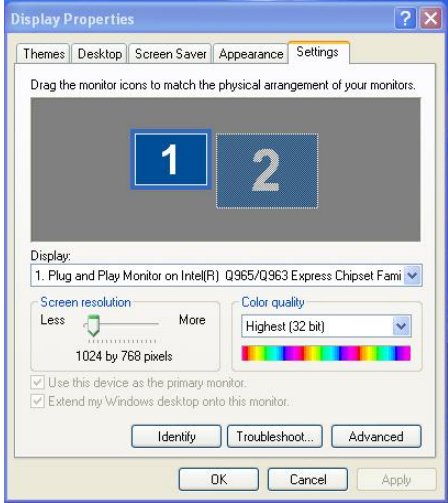 Display Properties
Themes Desktop Screen Saver Appearance Settings
Drag the monitor icons to match the physical arrangement of your monitors.
1 2
Display:
1. Plug and Play Monitor on Intel(R) Q965/Q963 Express Chipset Fami
Screen resolution Color quality
Less More Highest (32 bit)
1024 by 768 pixels
Use this device as the primary monitor.
Extend my Windows desktop onto this monitor.
Identify Troubleshoot... Advanced
OK Cancel Apply